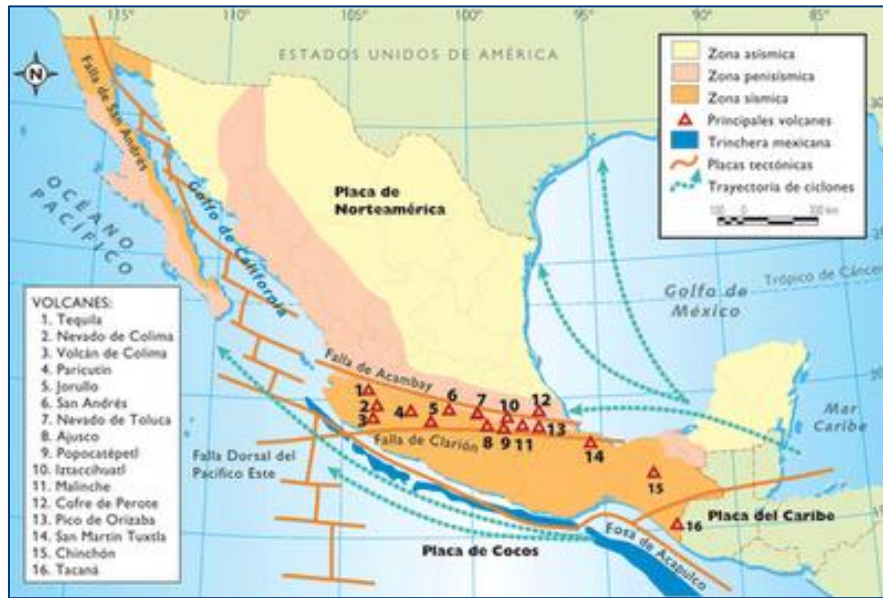 115°
110°
105°
100°
95°
90°
85°
ESTADOS UNIDOS DE AMÉRICA
N
Falla de San Andrés
Zona asísmica
Zona penisísmica
Zona sísmica
Principales volcanes
Trinchera mexicana
Placas tectónicas
Trayectoria de ciclones
100 0 300 km
OCÉANO
PACÍFICO
Golfo de California
Placa de
Norteamérica
Trópico de Cáncer
Golfo de
México
Mar
Caribe
VOLCANES:
1. Tequila
2. Nevado de Colima
3. Volcán de Colima
4. Paricutín
5. Jorullo
6. San Andrés
7. Nevado de Toluca
8. Ajusco
9. Popocatépetl
10. Iztaccíhuatl
11. Malinche
12. Cofre de Perote
13. Pico de Orizaba
14. San Martín Tuxtla
15. Chinchón
16. Tacaná
Falla de Acambay
1
2
3
4
5
6
7
8
9
10
11
12
13
14
15
16
Falla de Clarión
Falla Dorsal del
Pacífico Este
Placa de Cocos
Fosa de Acapulco
Placa del Caribe